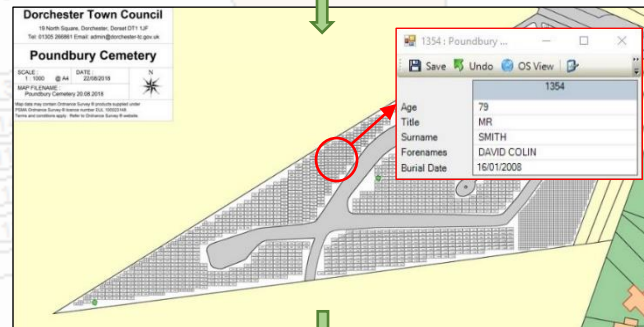 Dorchester Town Council
19 North Square, Dorchester, Dorset DT1 1JF
Tel: 01305 266861 Email: admin@dorchester-tc.gov.uk
Poundbury Cemetery
SCALE: DATE:
1 : 1000 @ A4 22/08/2018
N
MAP FILENAME:
Poundbury Cemetery 20.08.2018
Map data may contain Ordnance Survey ® products supplied under
Terms and conditions apply. Refer to Ordnance Survey ® website.
1354 : Poundbury ...
Save Undo OS View
1354
Age 79
Title MR
Surname SMITH
Forenames DAVID COLIN
Burial Date 16/01/2008